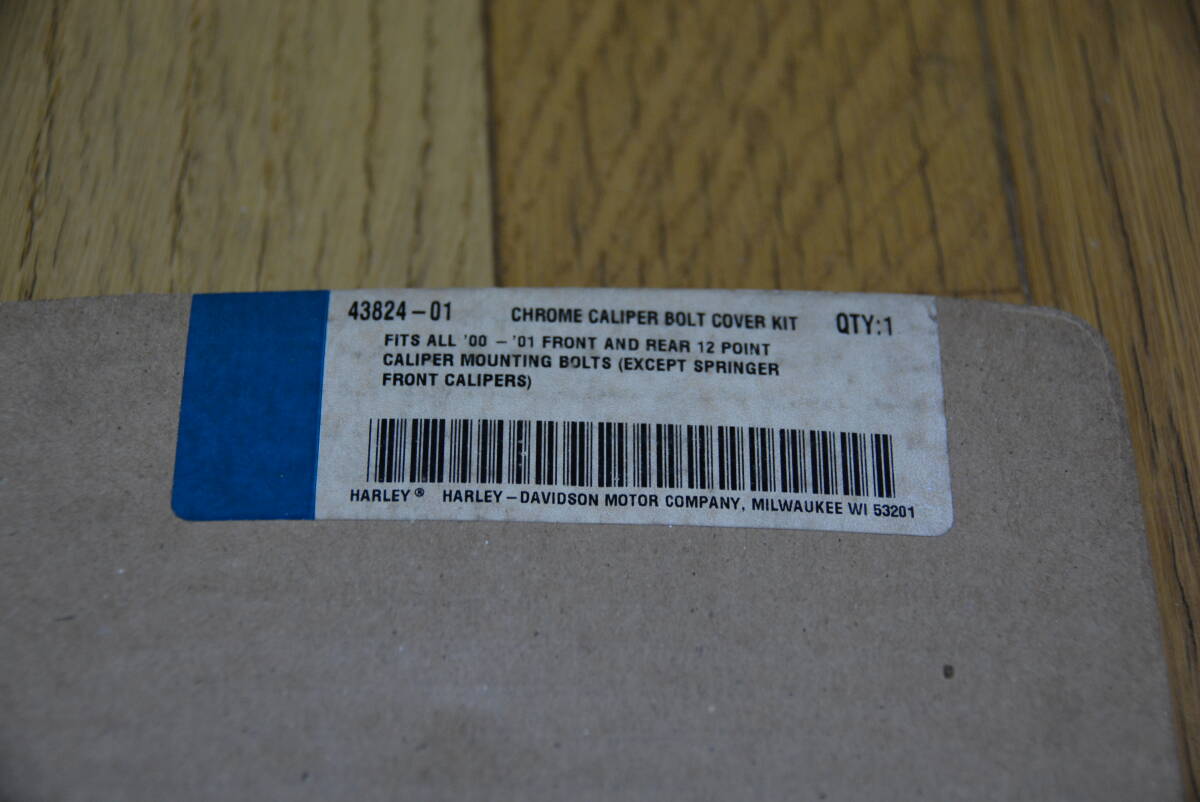 43824-01 CHROME CALIPER BOLT COVER KIT QTY:1
FITS ALL '00 - '01 FRONT AND REAR 12 POINT
CALIPER MOUNTING BOLTS (EXCEPT SPRINGER
FRONT CALIPERS)
HARLEY® HARLEY-DAVIDSON MOTOR COMPANY, MILWAUKEE WI 53201